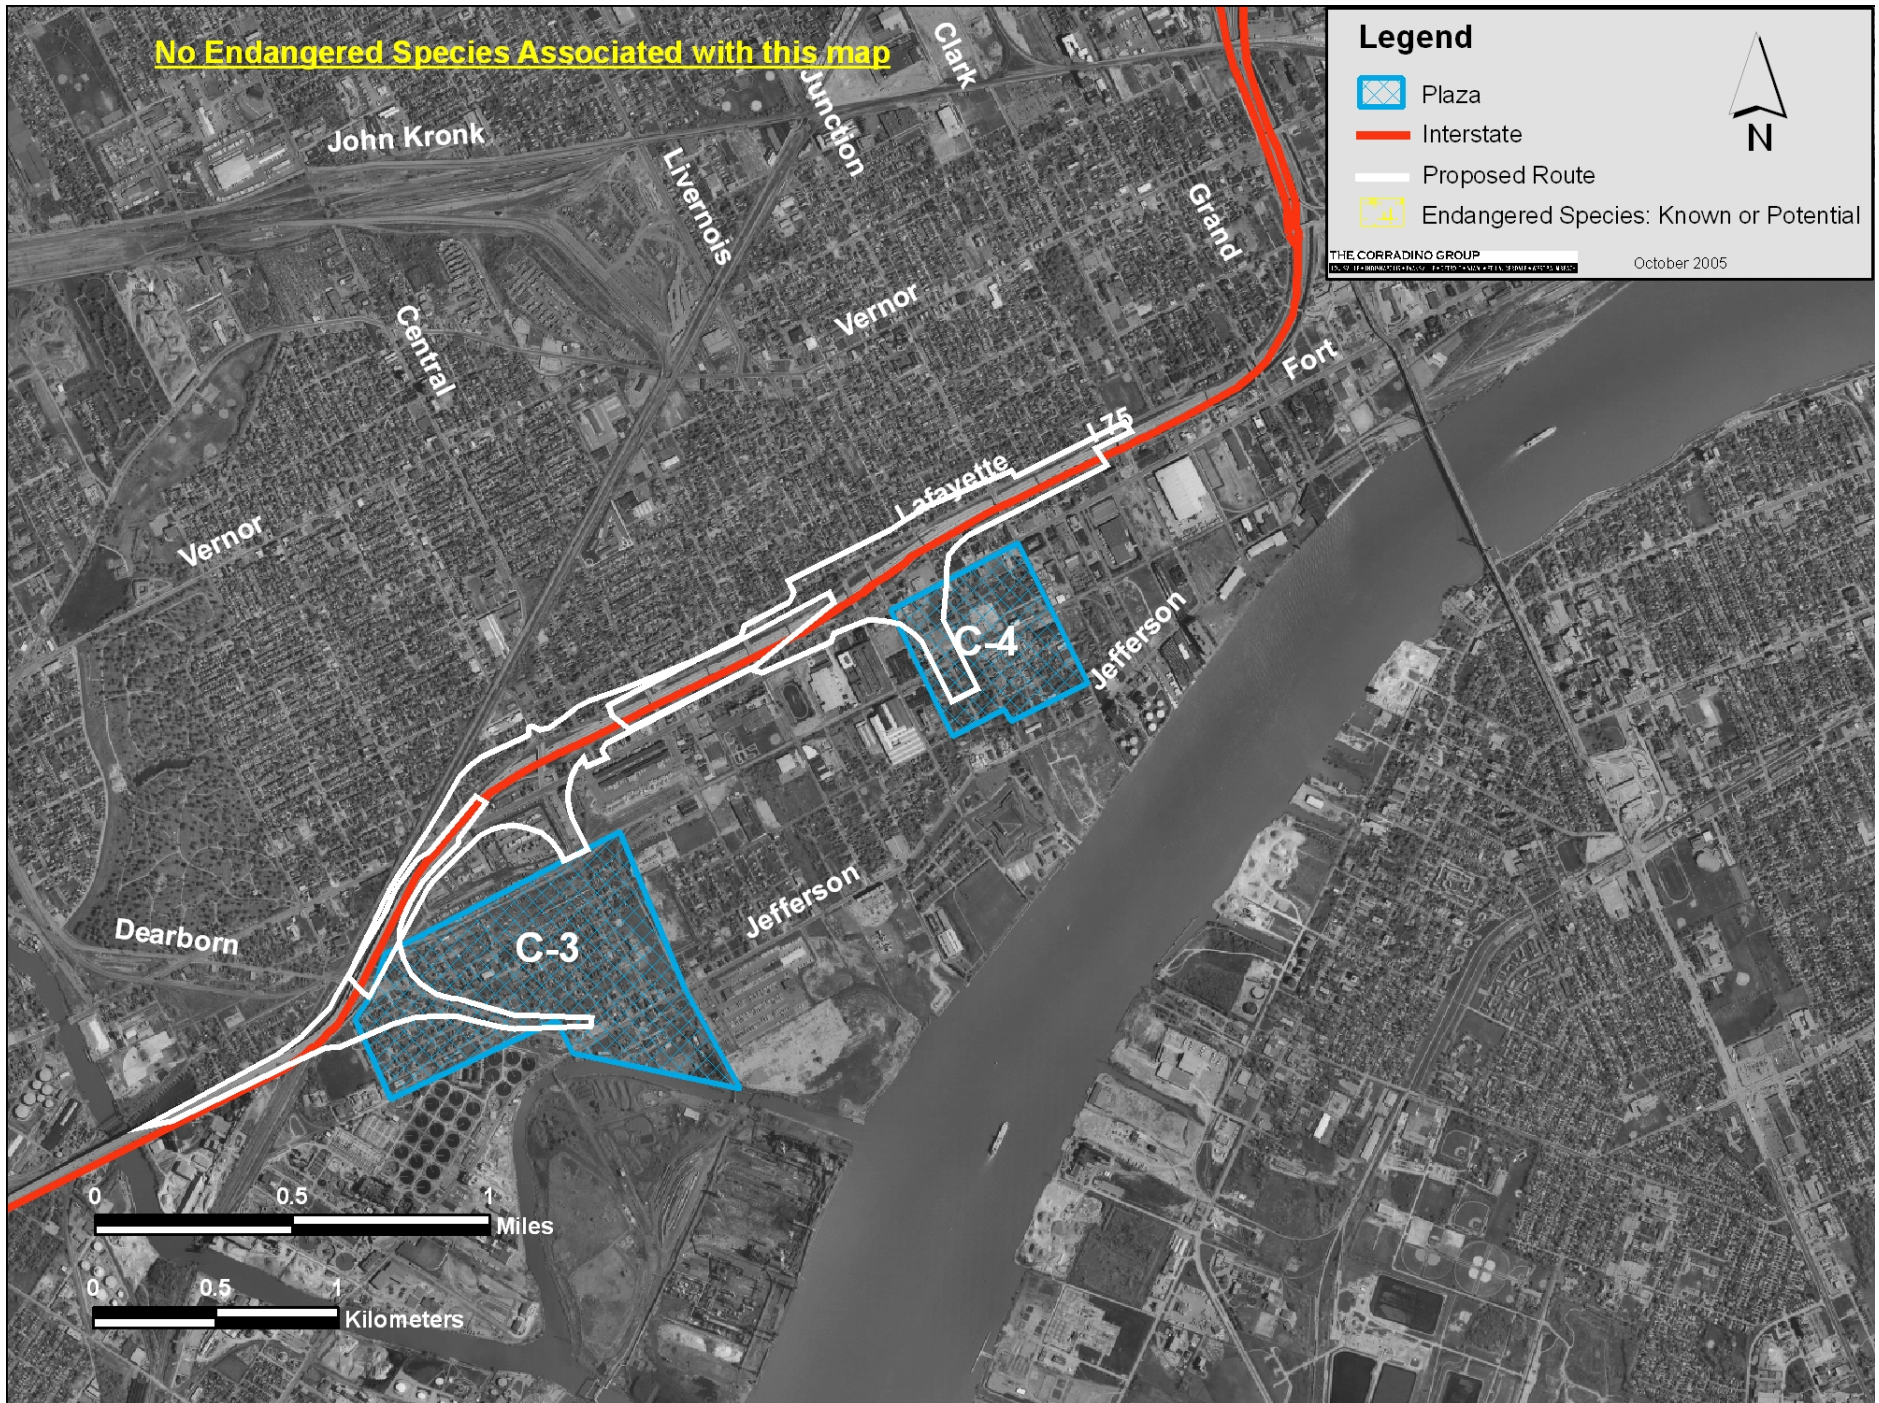 No Endangered Species Associated with this map
Legend
Plaza
Interstate
Proposed Route
Endangered Species: Known or Potential
N
THE CORRADINO GROUP
October 2005
Clark
Junction
John Kronk
Livernois
Grand
Vernor
Central
Fort
I-75
Lafayette
Vernor
C-4
Jefferson
Jefferson
Dearborn
C-3
0 0.5 1
Miles
0 0.5 1
Kilometers